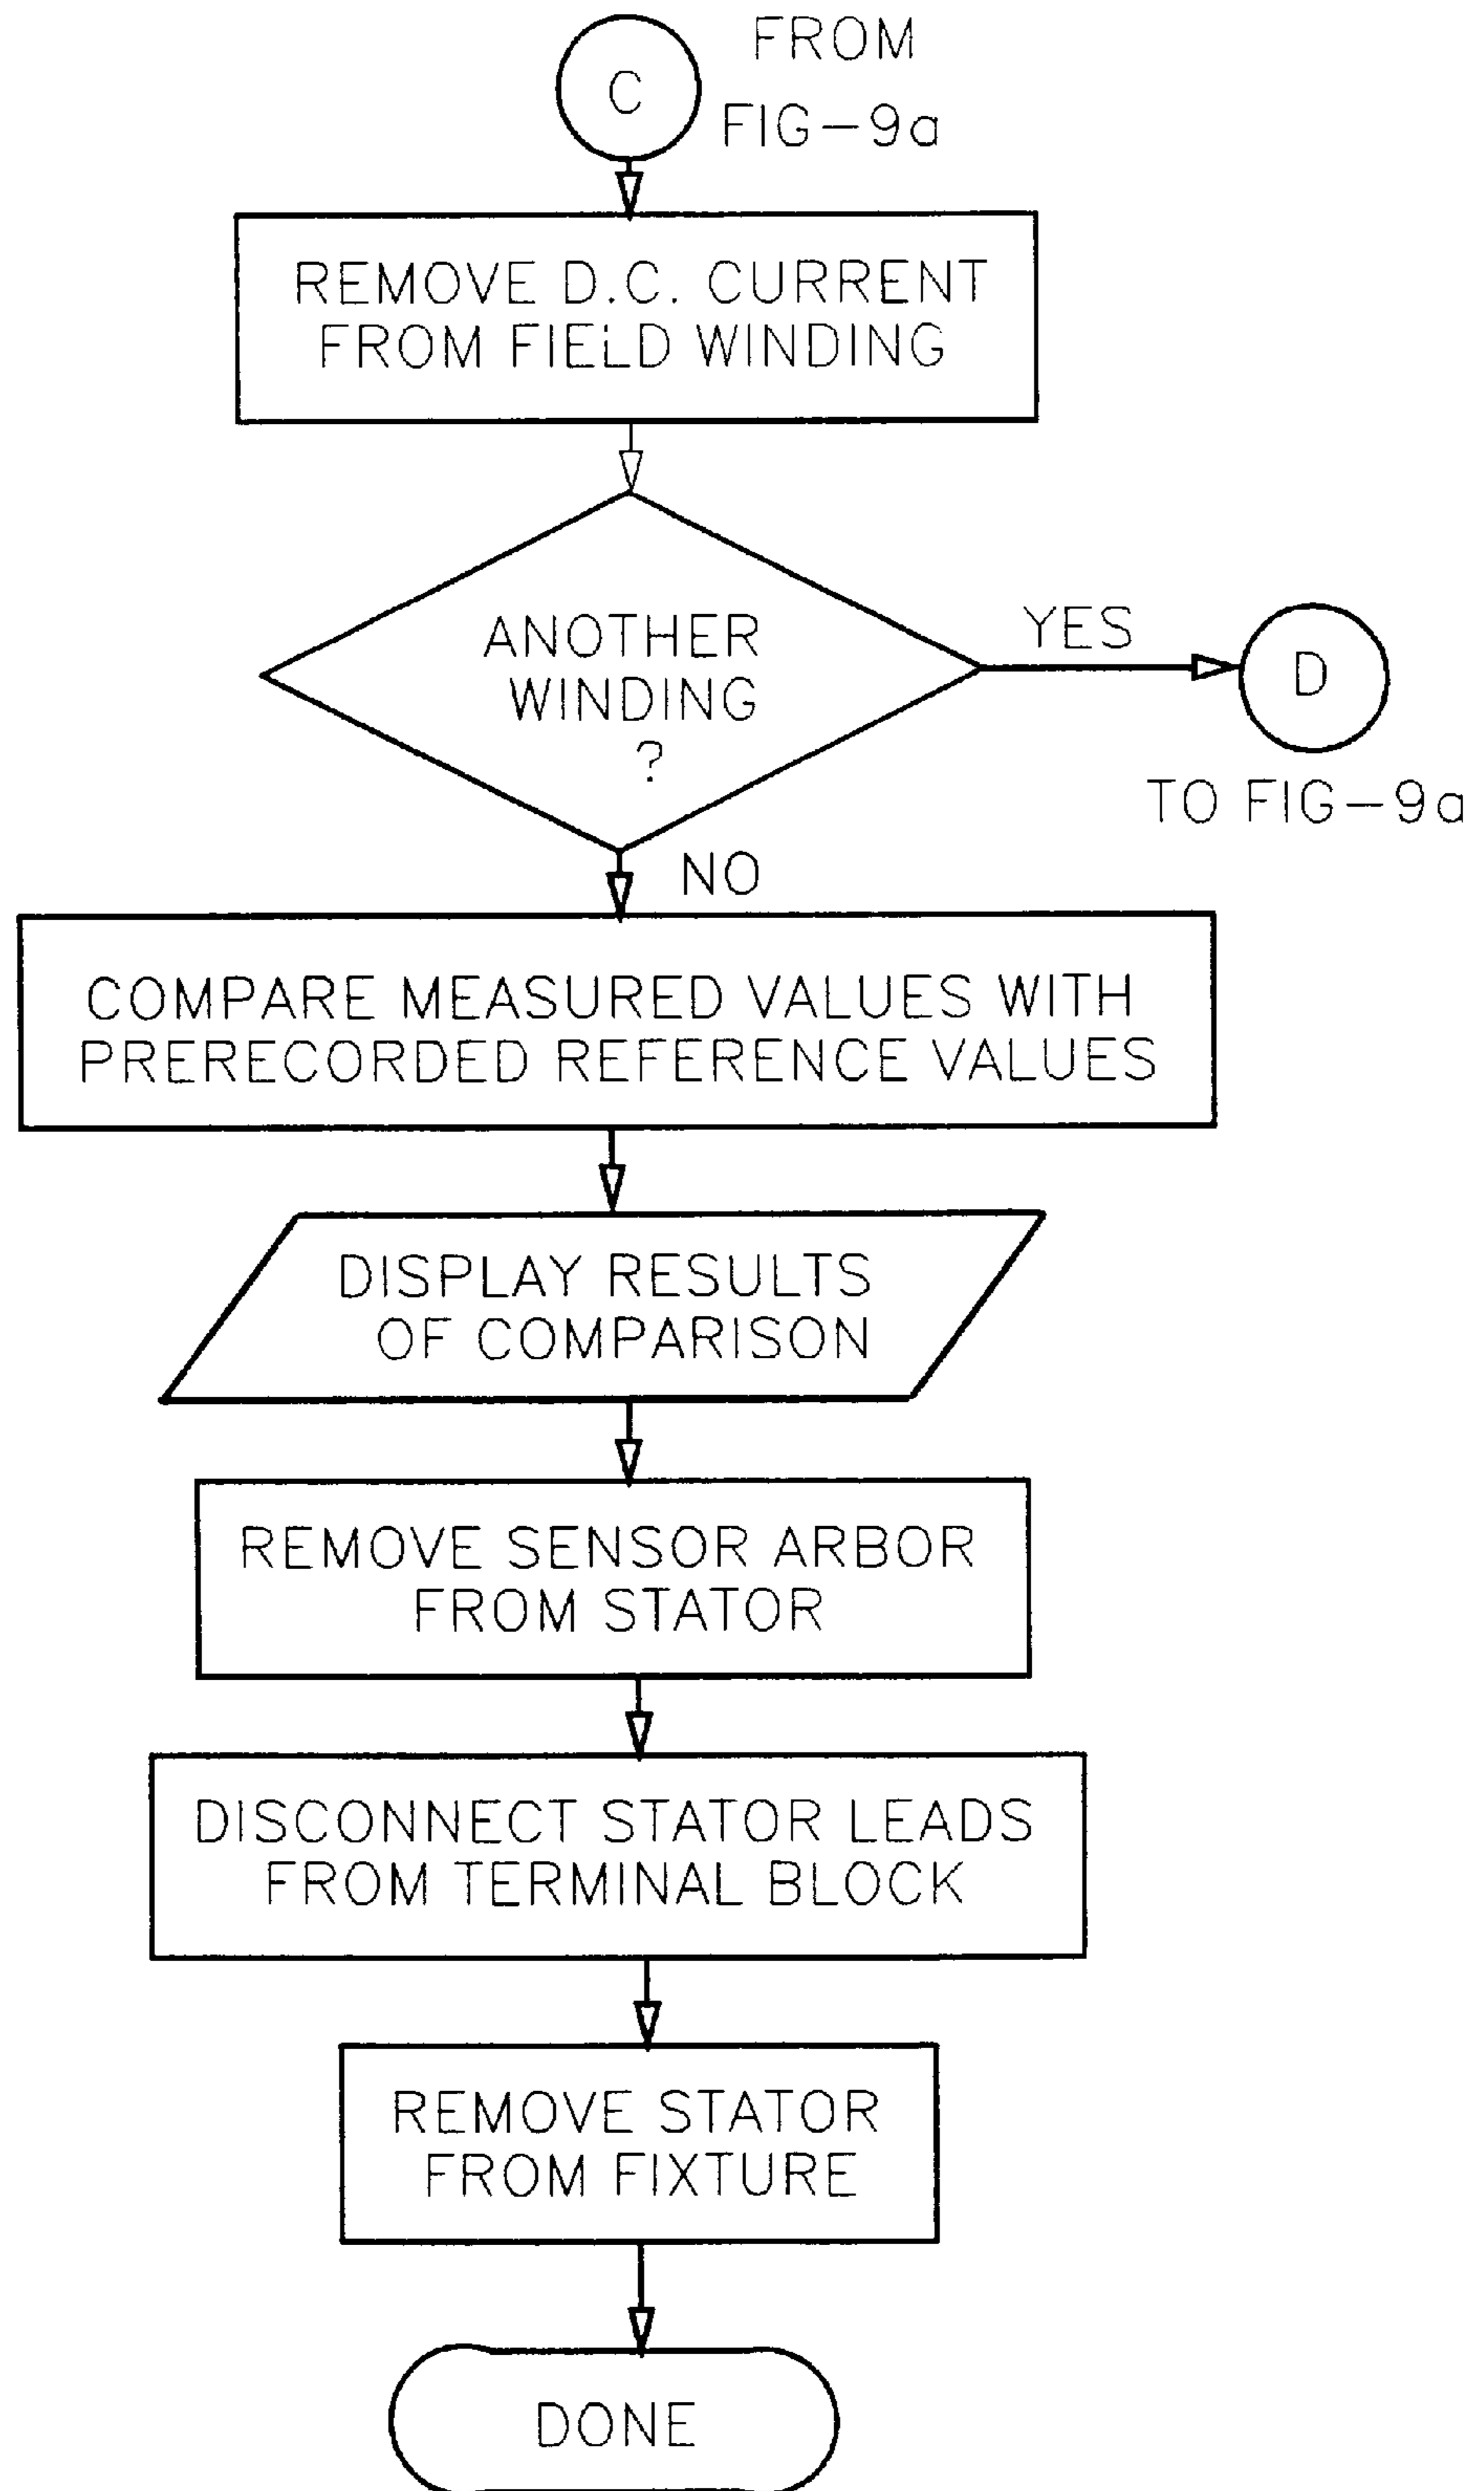 C
FROM
FIG-9a
REMOVE D.C. CURRENT
FROM FIELD WINDING
ANOTHER
WINDING
?
YES
D
TO FIG-9a
NO
COMPARE MEASURED VALUES WITH
PRERECORDED REFERENCE VALUES
DISPLAY RESULTS
OF COMPARISON
REMOVE SENSOR ARBOR
FROM STATOR
DISCONNECT STATOR LEADS
FROM TERMINAL BLOCK
REMOVE STATOR
FROM FIXTURE
DONE